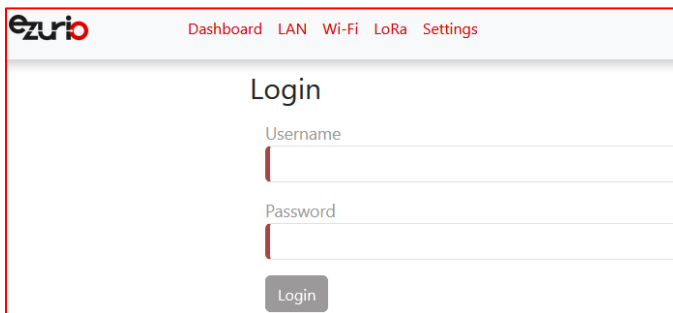 ezurio
Dashboard LAN Wi-Fi LoRa Settings
Login
Username
Password
Login